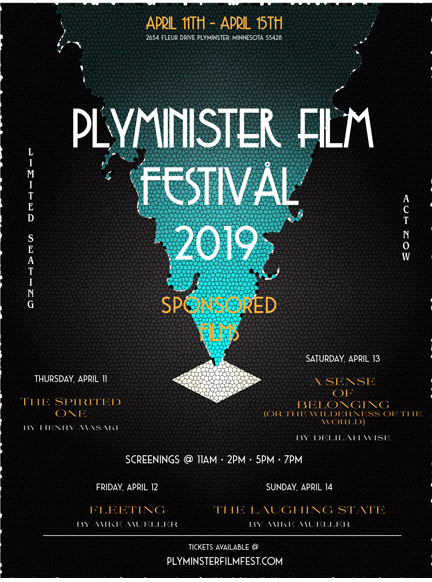 APRIL 11TH - APRIL 15TH
2654 FLEUR DRIVE PLYMINSTER, MINNESOTA 55428
PLYMINISTER FILM
FESTIVÅL
2019
LIMITED SEATING
ACT NOW
SPONSORED
FILMS
THURSDAY, APRIL 11
THE SPIRITED
ONE
BY HENRY MASAKI
SATURDAY, APRIL 13
A SENSE
OF
BELONGING
(OR THE WILDERNESS OF THE
WORLD)
BY DELILAH WISE
SCREENINGS @ 11AM · 2PM · 5PM · 7PM
FRIDAY, APRIL 12
FLEETING
BY MIKE MUELLER
SUNDAY, APRIL 14
THE LAUGHING STATE
BY MIKE MUELLER
TICKETS AVAILABLE @
PLYMINSTERFILMFEST.COM